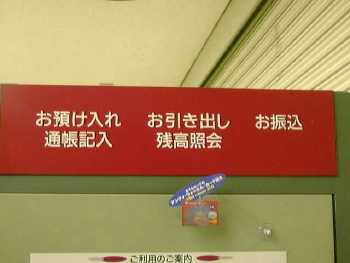 お預け入れ お引き出し お振込
通帳記入 残高照会
ご利用のご案内